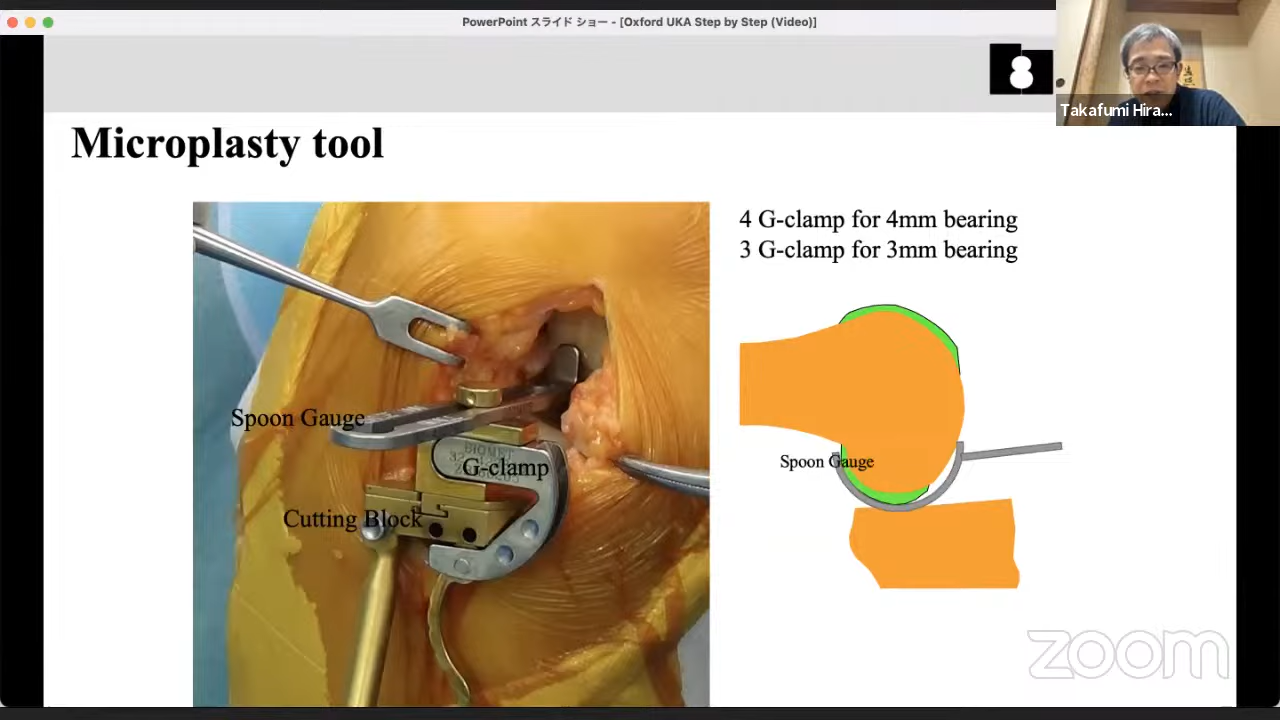 PowerPoint スライド ショー - [Oxford UKA Step by Step (Video)]
Takafumi Hira...
Microplasty tool
4 G-clamp for 4mm bearing
3 G-clamp for 3mm bearing
Spoon Gauge
BIOMET
G-clamp
Cutting Block
Spoon Gauge
zoom